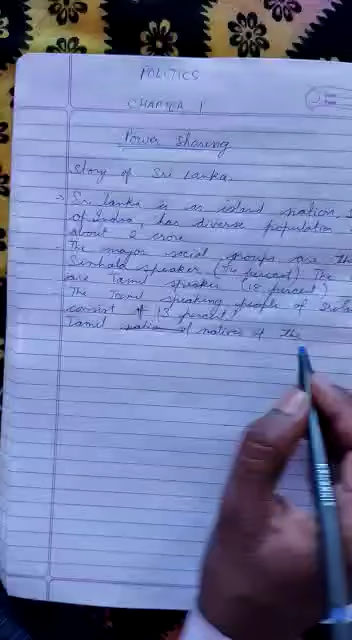 POLITICS
CHAPTER 1
Power Sharing
Story of Sri Lanka.
Sri Lanka is an island nation
of India, has diverse population
about 2 crore
The major social groups are the
Sinhala speaker (74 percent) The
are Tamil speaker (18 percent)
The Tamil speaking people of
consist of 13 percent
Tamil natives of the